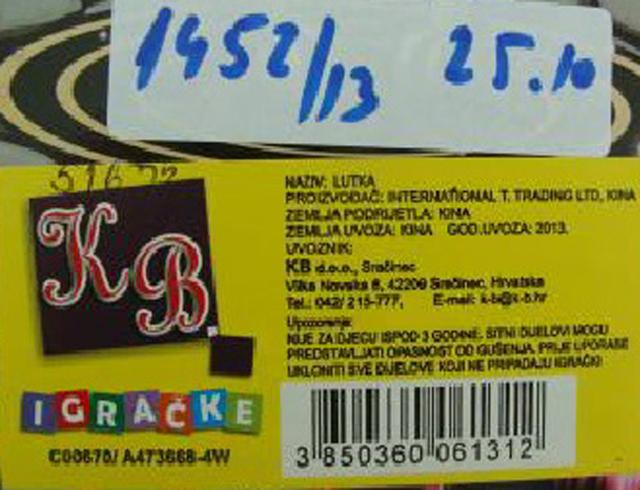 1452/13 25.10
KB
NAZIV: LUTKA
PROIZVOĐAČ: INTERNATIONAL T. TRADING LTD, KINA
ZEMLJA PODRIJETLA: KINA
ZEMLJA UVOZA: KINA GOD.UVOZA: 2013.
UVOZNIK:
KB d.o.o., Sračinec
Vilka Novaka 8, 42209 Sračinec, Hrvatska
Tel.: 042/ 215-777, E-mail: k-b@k-b.hr
Upozorenje:
NIJE ZA DJECU ISPOD 3 GODINE. SITNI DIJELOVI MOGU
PREDSTAVLJATI OPASNOST OD GUŠENJA. PRIJE UPORABE
UKLONITI SVE DIJELOVE KOJI NE PRIPADAJU IGRAČKI!
IGRAČKE
C00670/ A473668-4W
3 850360 061312